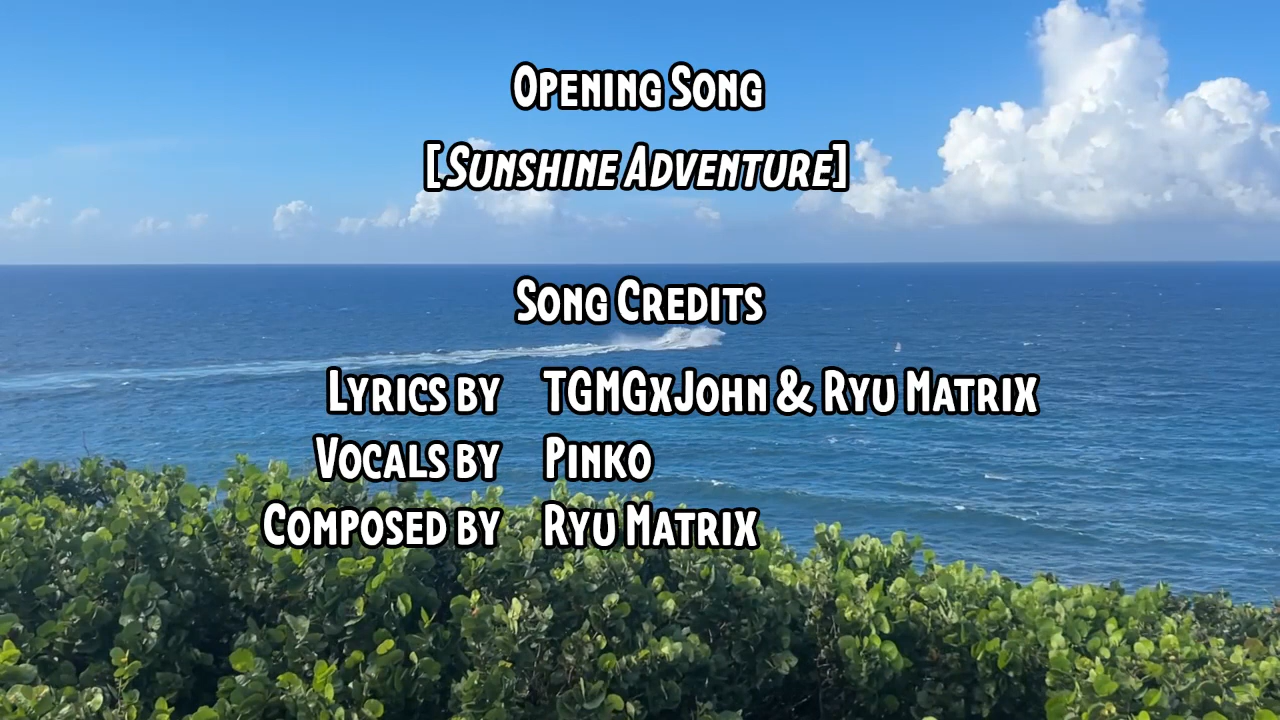 Opening Song
[Sunshine Adventure]
Song Credits
Lyrics by TGMGxJohn & Ryu Matrix
Vocals by Pinko
Composed by Ryu Matrix